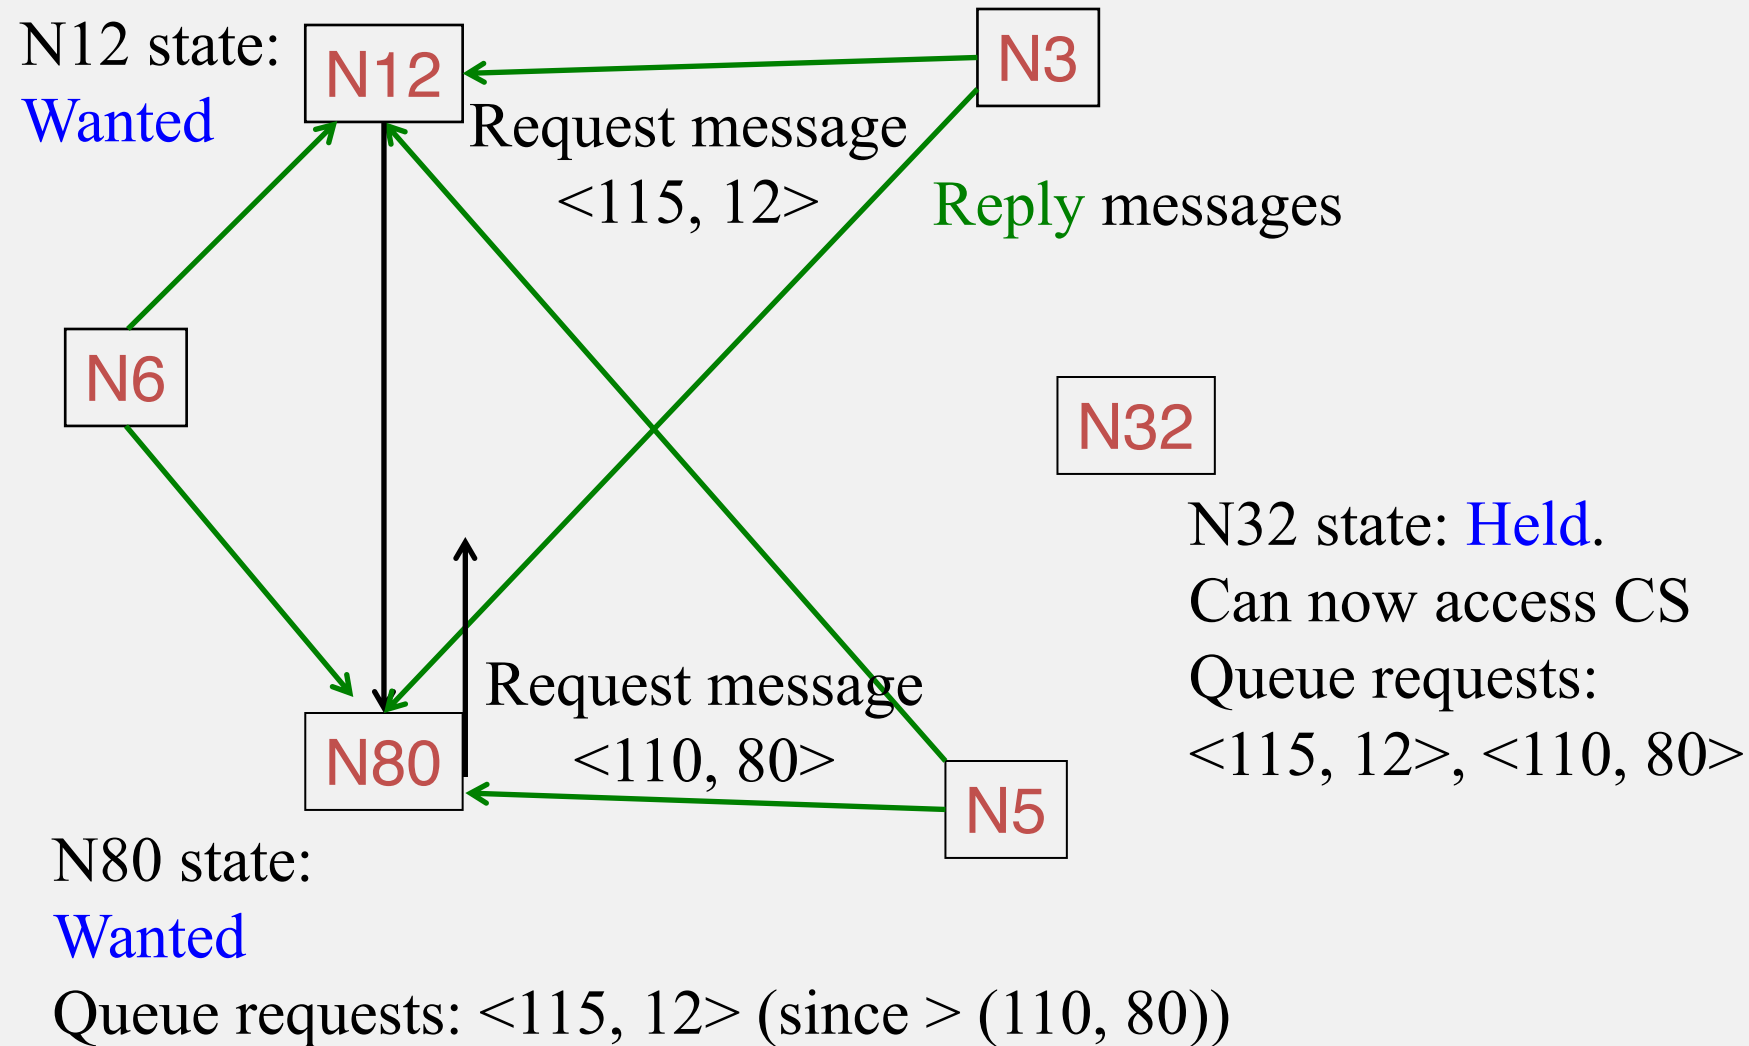 N12 state:
Wanted
N12
N3
Request message
<115, 12>
Reply messages
N6
N32
N32 state: Held.
Can now access CS
Queue requests:
<115, 12>, <110, 80>
Request message
<110, 80>
N80
N5
N80 state:
Wanted
Queue requests: <115, 12> (since > (110, 80))